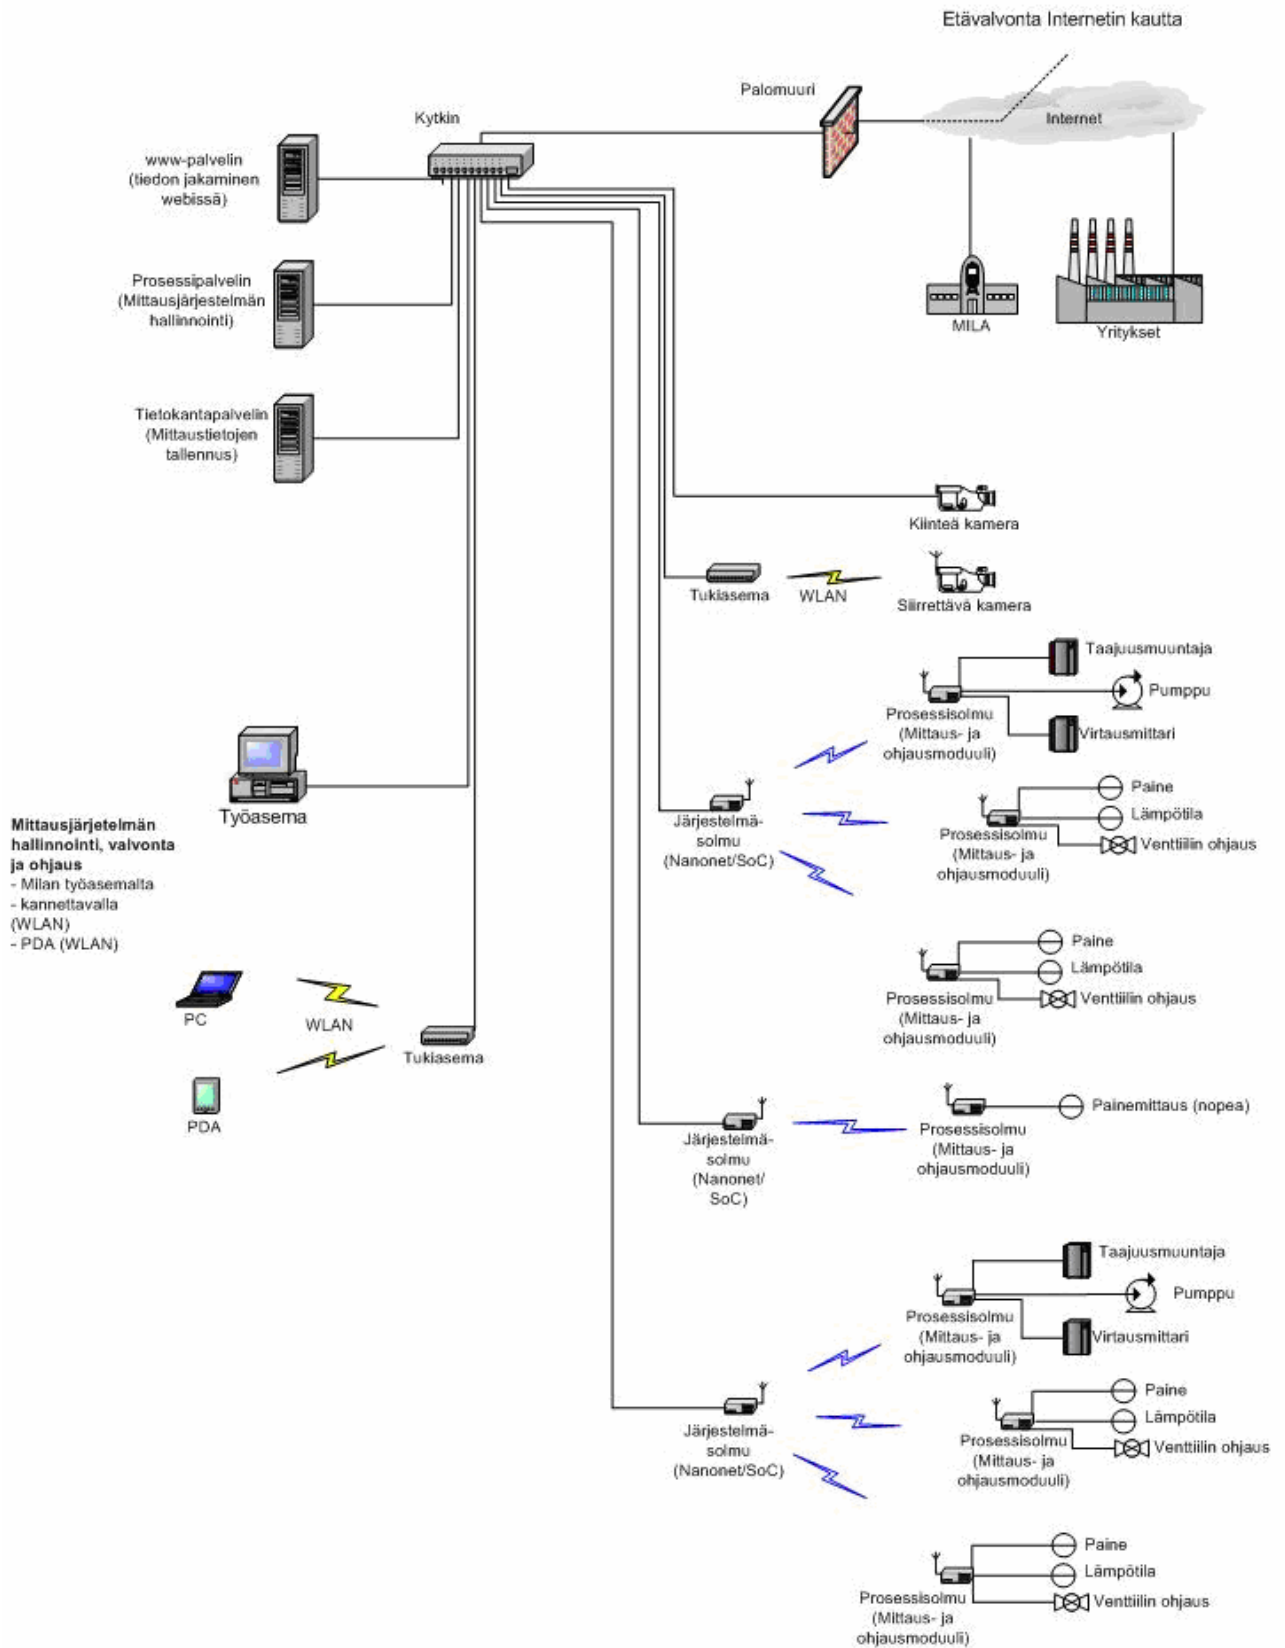 Etävalvonta Internetin kautta
Palomuuri
Kytkin
Internet
www-palvelin
(tiedon jakaminen
webissä)
Prosessipalvelin
(Mittausjärjestelmän
hallinnointi)
MILA
Yritykset
Tietokantapalvelin
(Mittaustietojen
tallennus)
Kiinteä kamera
Tukiasema
WLAN
Siirrettävä kamera
Taajuusmuuntaja
Pumppu
Virtausmittari
Prosessisolmu
(Mittaus- ja
ohjausmoduuli)
Työasema
Järjestelmä-
solmu
(Nanonet/SoC)
Paine
Lämpötila
Venttiilin ohjaus
Prosessisolmu
(Mittaus- ja
ohjausmoduuli)
Mittausjärjetelmän
hallinnointi, valvonta
ja ohjaus
- Milan työasemalta
- kannettavalla
(WLAN)
- PDA (WLAN)
Paine
Lämpötila
Venttiilin ohjaus
Prosessisolmu
(Mittaus- ja
ohjausmoduuli)
PC
WLAN
Tukiasema
PDA
Järjestelmä-
solmu
(Nanonet/
SoC)
Painemittaus (nopea)
Prosessisolmu
(Mittaus- ja
ohjausmoduuli)
Taajuusmuuntaja
Pumppu
Virtausmittari
Prosessisolmu
(Mittaus- ja
ohjausmoduuli)
Järjestelmä-
solmu
(Nanonet/SoC)
Paine
Lämpötila
Venttiilin ohjaus
Prosessisolmu
(Mittaus- ja
ohjausmoduuli)
Paine
Lämpötila
Venttiilin ohjaus
Prosessisolmu
(Mittaus- ja
ohjausmoduuli)